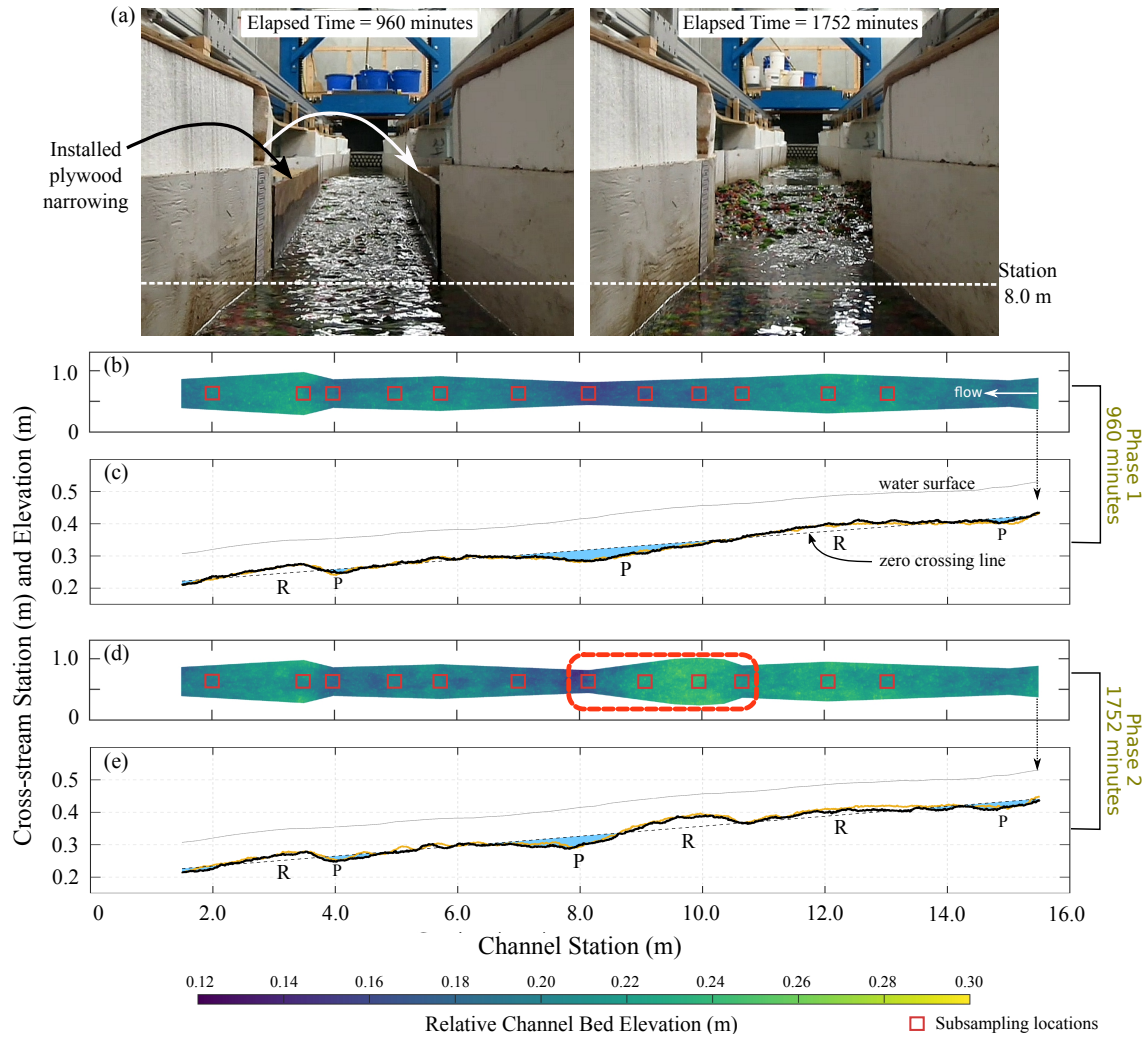 (a)
Elapsed Time = 960 minutes
Elapsed Time = 1752 minutes
Installed
plywood
narrowing
Station
8.0 m
Cross-stream Station (m) and Elevation (m)
(b)
1.0
0
flow
Phase 1
960 minutes
(c)
0.5
0.4
0.3
0.2
water surface
zero crossing line
R
P
P
R
P
(d)
1.0
0
Phase 2
1752 minutes
(e)
0.5
0.4
0.3
0.2
R
P
P
R
R
P
0 2.0 4.0 6.0 8.0 10.0 12.0 14.0 16.0
Channel Station (m)
0.12 0.14 0.16 0.18 0.20 0.22 0.24 0.26 0.28 0.30
Relative Channel Bed Elevation (m)
Subsampling locations